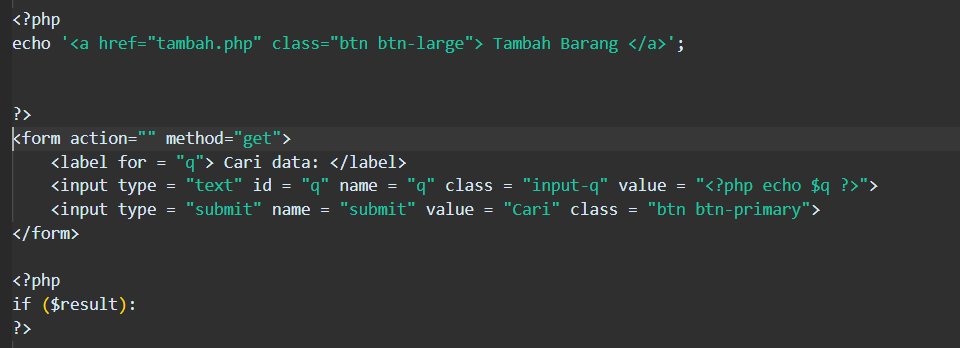 <?php
echo '<a href="tambah.php" class="btn btn-large"> Tambah Barang </a>';
?>
<form action="" method="get">
<label for = "q"> Cari data: </label>
<input type = "text" id = "q" name = "q" class = "input-q" value = "<?php echo $q ?>">
<input type = "submit" name = "submit" value = "Cari" class = "btn btn-primary">
</form>
<?php
if ($result):
?>